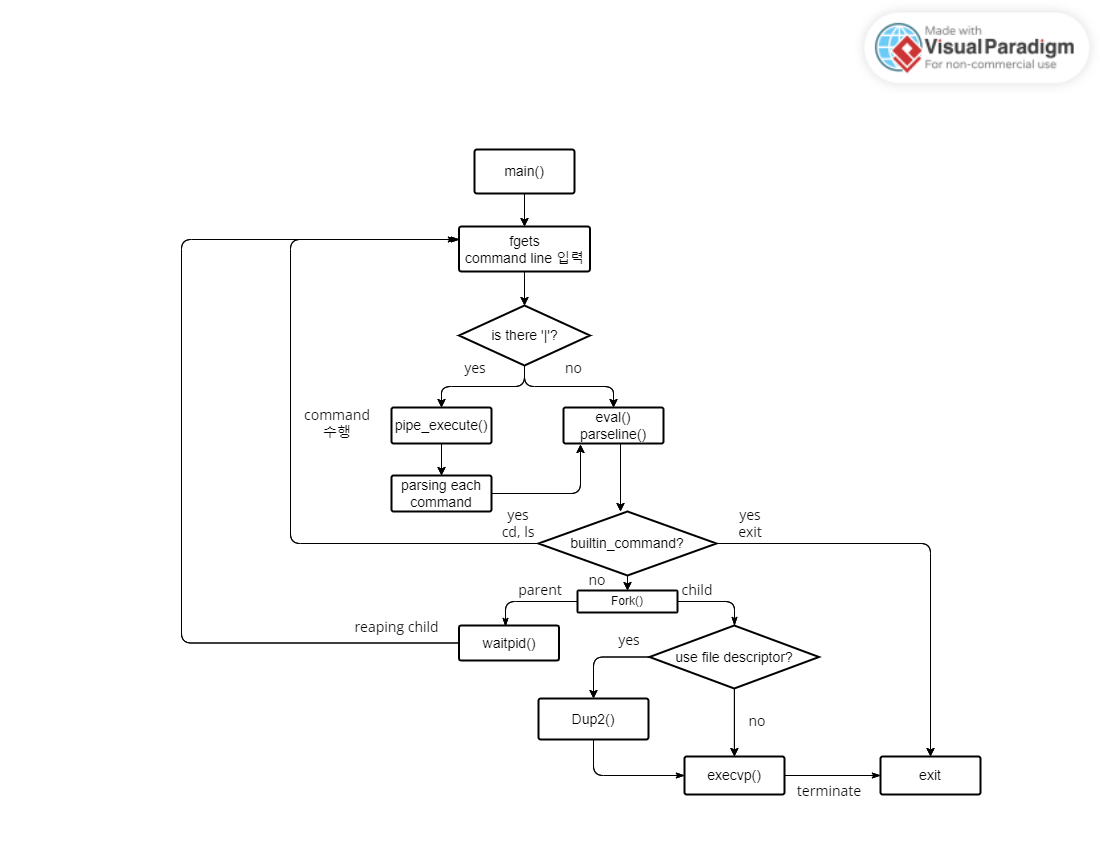 Made with
Visual Paradigm
For non-commercial use
main()
fgets
command line 입력
is there '|'?
yes
no
command
수행
pipe_execute()
eval()
parseline()
parsing each
command
yes
cd, ls
yes
exit
builtin_command?
no
parent
Fork()
child
reaping child
waitpid()
yes
use file descriptor?
Dup2()
no
execvp()
terminate
exit